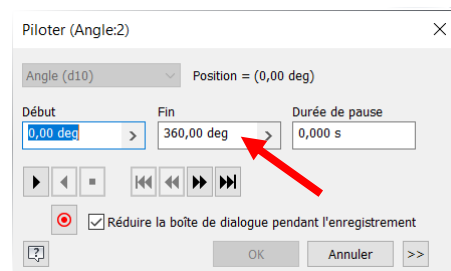 Piloter (Angle:2)
Angle (d10) Position = (0,00 deg)
Début Fin Durée de pause
0,00 deg > 360,00 deg > 0,000 s
Réduire la boîte de dialogue pendant l'enregistrement
? OK Annuler >>